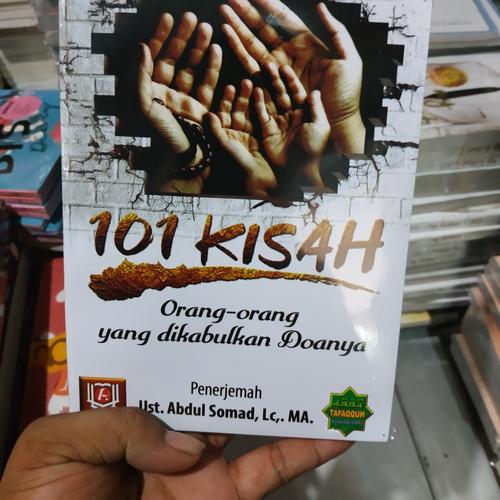 101 KISAH
Orang-orang
yang dikabulkan Doanya
Penerjemah
Ust. Abdul Somad, Lc,. MA.
TAFAQQUH